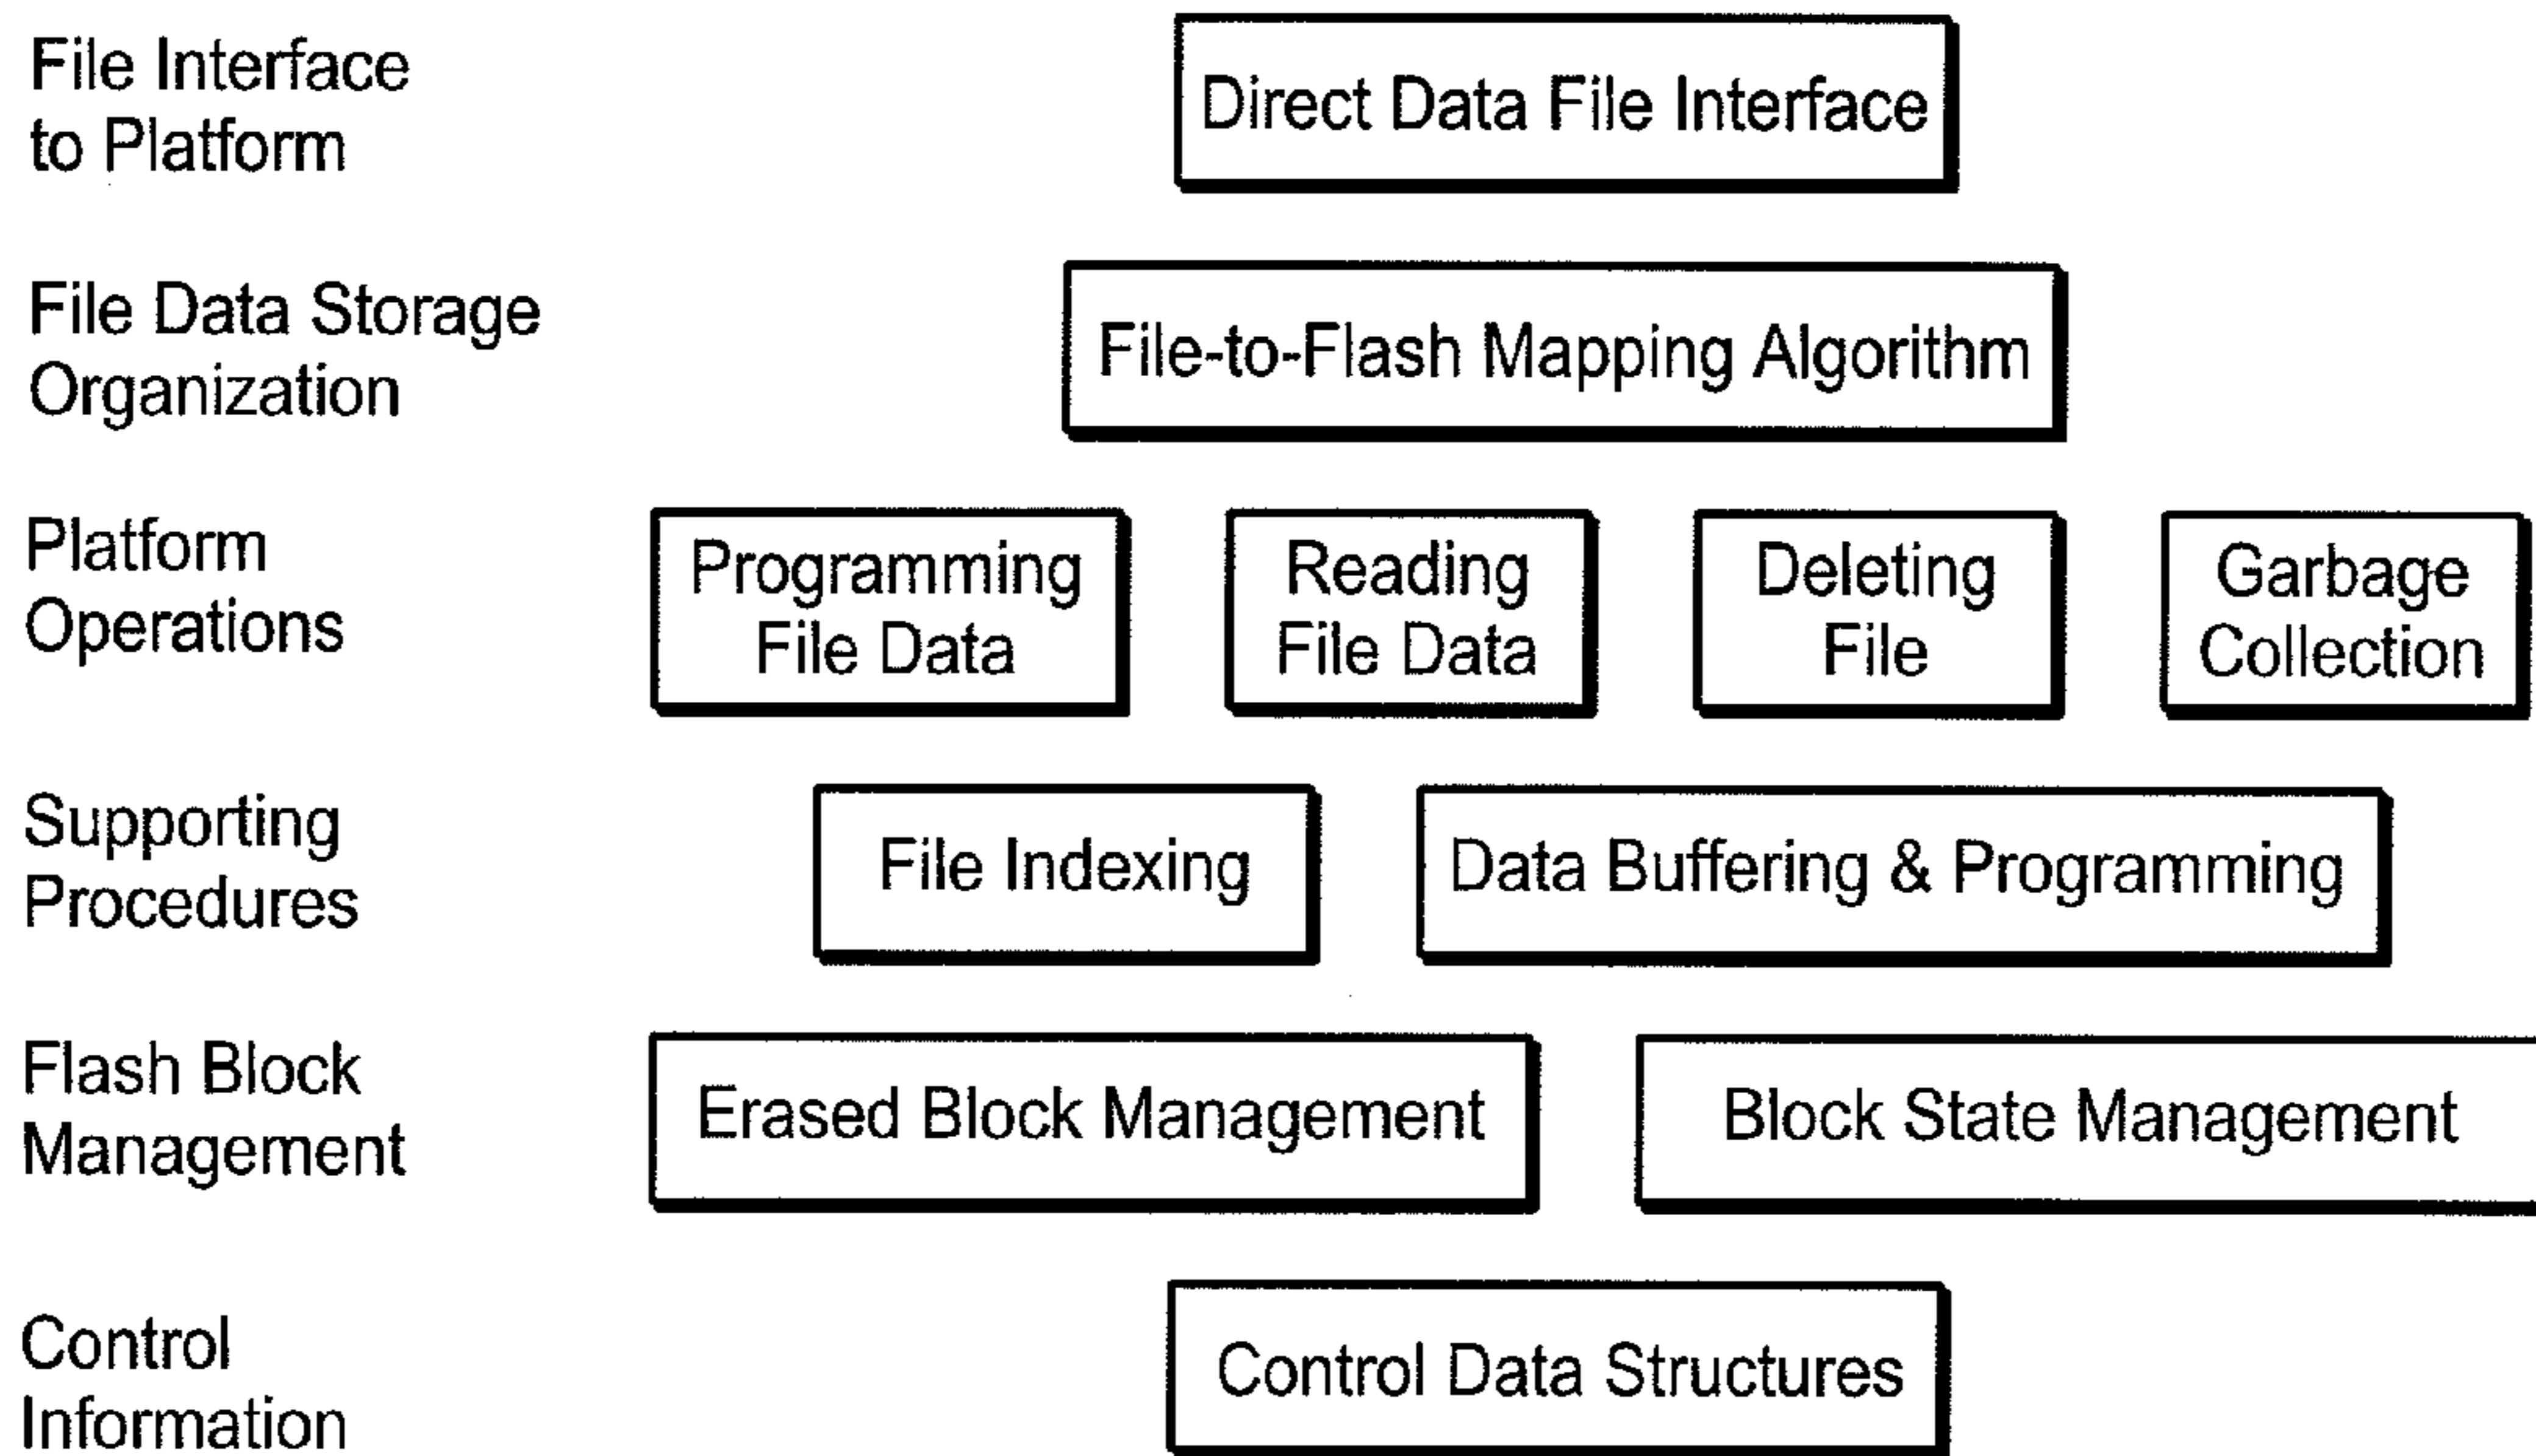 File Interface
to Platform
Direct Data File Interface
File Data Storage
Organization
File-to-Flash Mapping Algorithm
Platform
Operations
Programming
File Data
Reading
File Data
Deleting
File
Garbage
Collection
Supporting
Procedures
File Indexing
Data Buffering & Programming
Flash Block
Management
Erased Block Management
Block State Management
Control
Information
Control Data Structures